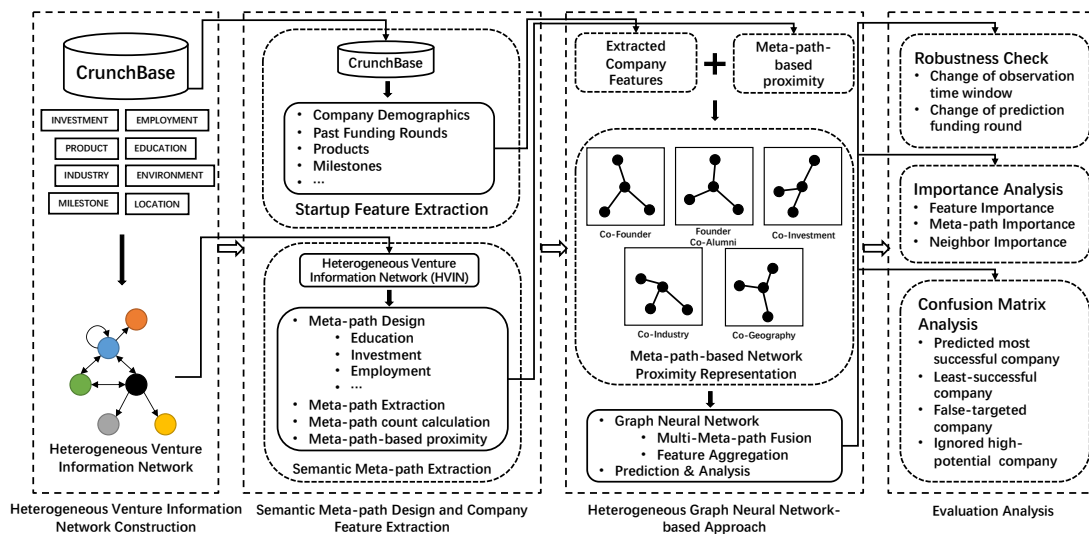 CrunchBase
INVESTMENT
EMPLOYMENT
PRODUCT
EDUCATION
INDUSTRY
ENVIRONMENT
MILESTONE
LOCATION
Heterogeneous Venture
Information Network
Heterogeneous Venture Information
Network Construction
CrunchBase
• Company Demographics
• Past Funding Rounds
• Products
• Milestones
• ...
Startup Feature Extraction
Heterogeneous Venture
Information Network (HVIN)
• Meta-path Design
• Education
• Investment
• Employment
• ...
• Meta-path Extraction
• Meta-path count calculation
• Meta-path-based proximity
Semantic Meta-path Extraction
Semantic Meta-path Design and Company
Feature Extraction
Extracted
Company
Features
+
Meta-path-
based
proximity
Co-Founder
Founder
Co-Alumni
Co-Investment
Co-Industry
Co-Geography
Meta-path-based Network
Proximity Representation
• Graph Neural Network
• Multi-Meta-path Fusion
• Feature Aggregation
• Prediction & Analysis
Heterogeneous Graph Neural Network-
based Approach
Robustness Check
• Change of observation
time window
• Change of prediction
funding round
Importance Analysis
• Feature Importance
• Meta-path Importance
• Neighbor Importance
Confusion Matrix
Analysis
• Predicted most
successful company
• Least-successful
company
• False-targeted
company
• Ignored high-
potential company
Evaluation Analysis